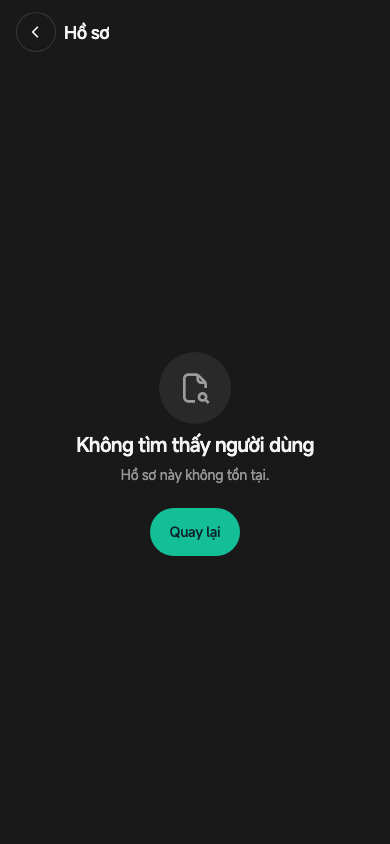 Hồ sơ
Không tìm thấy người dùng
Hồ sơ này không tồn tại.
Quay lại